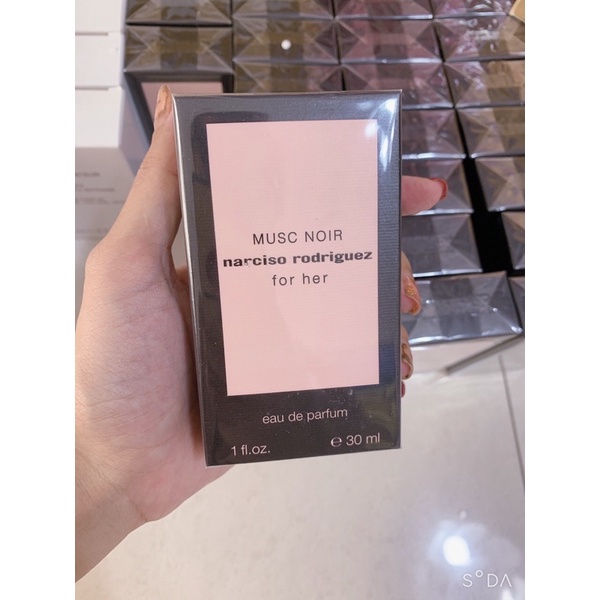 MUSC NOIR
narciso rodriguez
for her
eau de parfum
1 fl.oz. ℮ 30 ml
S°DA